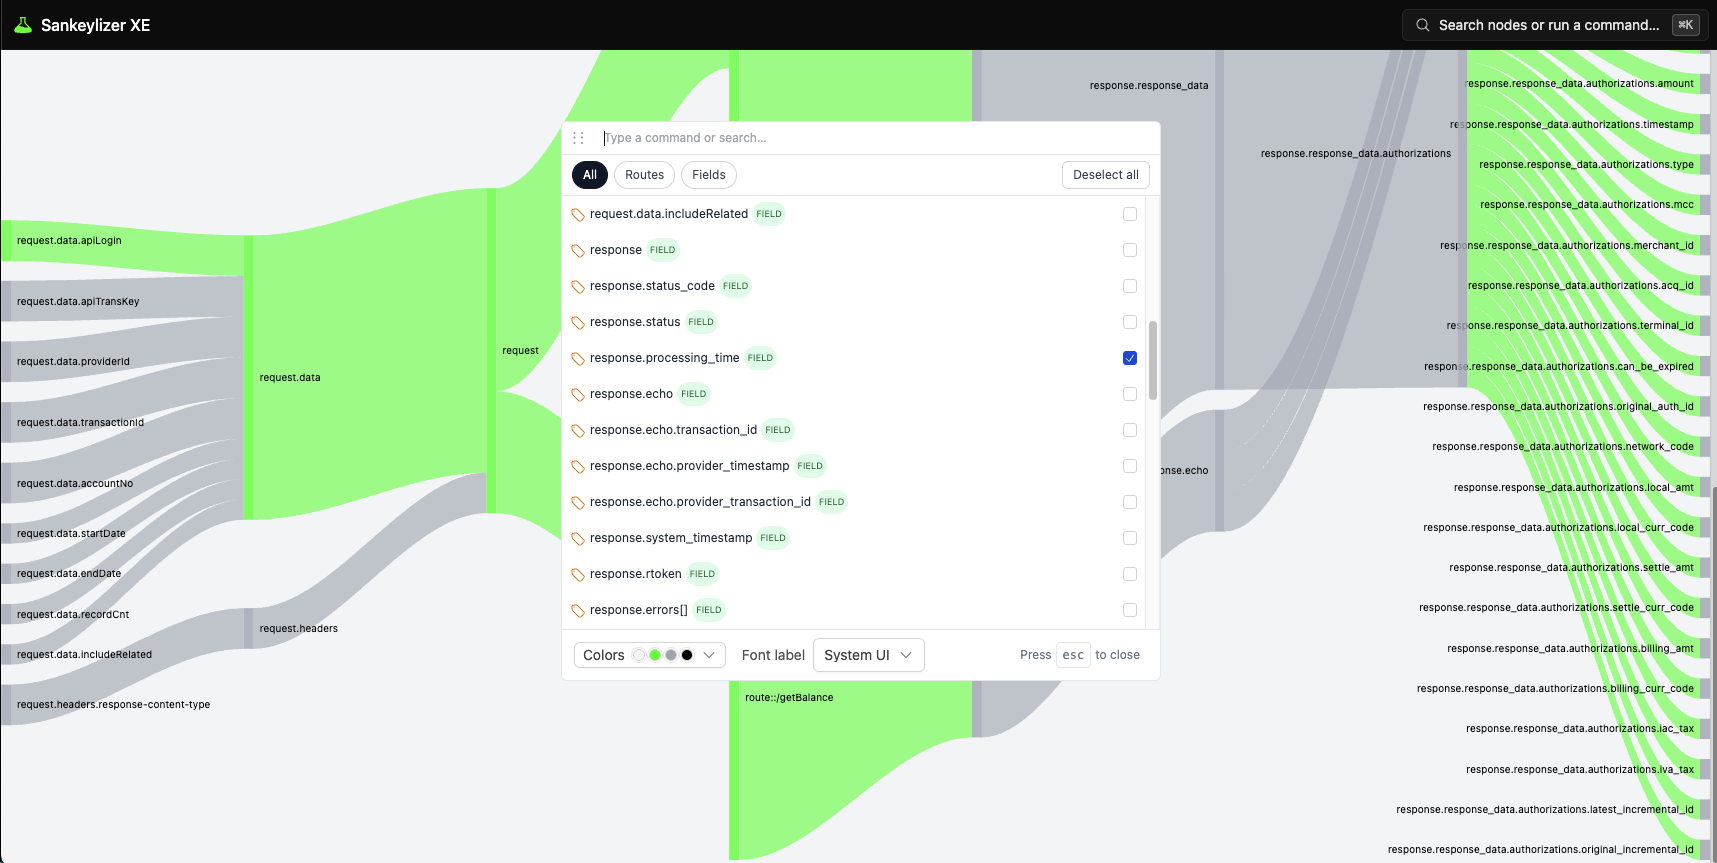 Sankeylizer XE
Search nodes or run a command...
⌘K
response.response_data
response.response_data.authorizations.amount
response.response_data.authorizations.timestamp
response.response_data.authorizations
response.response_data.authorizations.type
response.response_data.authorizations.mcc
response.response_data.authorizations.merchant_id
response.response_data.authorizations.acq_id
response.response_data.authorizations.terminal_id
response.response_data.authorizations.can_be_expired
response.response_data.authorizations.original_auth_id
response.response_data.authorizations.network_code
response.response_data.authorizations.local_amt
response.response_data.authorizations.local_curr_code
response.response_data.authorizations.settle_amt
response.response_data.authorizations.settle_curr_code
response.response_data.authorizations.billing_amt
response.response_data.authorizations.billing_curr_code
response.response_data.authorizations.iac_tax
response.response_data.authorizations.iva_tax
response.response_data.authorizations.latest_incremental_id
response.response_data.authorizations.original_incremental_id
request.data.apiLogin
request.data.apiTransKey
request.data.providerId
request.data.transactionId
request.data.accountNo
request.data.startDate
request.data.endDate
request.data.recordCnt
request.data.includeRelated
request.headers.response-content-type
request.data
request.headers
request
Type a command or search...
All
Routes
Fields
Deselect all
request.data.includeRelated FIELD
response FIELD
response.status_code FIELD
response.status FIELD
response.processing_time FIELD
response.echo FIELD
response.echo.transaction_id FIELD
response.echo.provider_timestamp FIELD
response.echo.provider_transaction_id FIELD
response.system_timestamp FIELD
response.rtoken FIELD
response.errors[] FIELD
Colors
Font label
System UI
Press esc to close
onse.echo
route::/getBalance